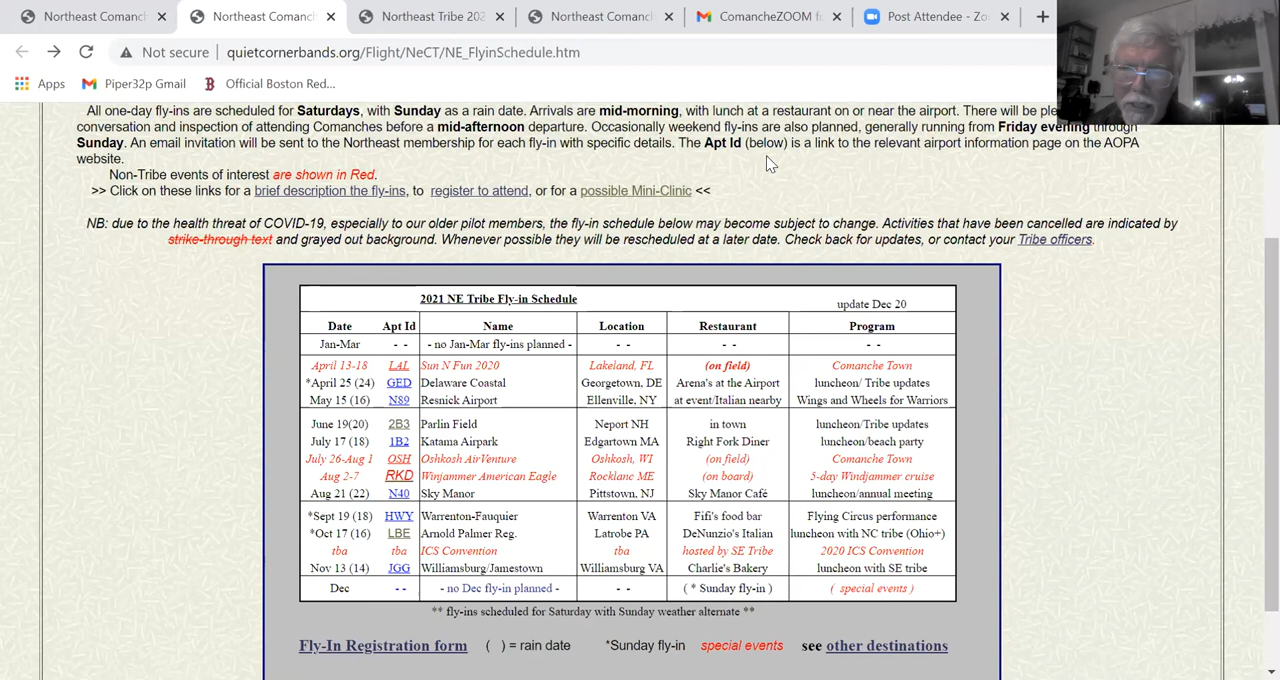 Northeast Comanch
Northeast Comanch
Northeast Tribe 202
Northeast Comanc
ComancheZOOM f
Post Attendee - Zo
Not secure quietcornerbands.org/Flight/NeCT/NE_FlyinSchedule.htm
Apps Piper32p Gmail Official Boston Red...
All one-day fly-ins are scheduled for Saturdays, with Sunday as a rain date. Arrivals are mid-morning, with lunch at a restaurant on or near the airport. There will be
conversation and inspection of attending Comanches before a mid-afternoon departure. Occasionally weekend fly-ins are also planned, generally running from Friday evening through
Sunday. An email invitation will be sent to the Northeast membership for each fly-in with specific details. The Apt Id (below) is a link to the relevant airport information page on the AOPA
website.
Non-Tribe events of interest are shown in Red.
>> Click on these links for a brief description the fly-ins, to register to attend, or for a possible Mini-Clinic <<
NB: due to the health threat of COVID-19, especially to our older pilot members, the fly-in schedule below may become subject to change. Activities that have been cancelled are indicated by
strike-through text and grayed out background. Whenever possible they will be rescheduled at a later date. Check back for updates, or contact your Tribe officers.
2021 NE Tribe Fly-in Schedule update Dec 20
Date Apt Id Name Location Restaurant Program
Jan-Mar - - - no Jan-Mar fly-ins planned - - - - - - -
April 13-18 L4L Sun N Fun 2020 Lakeland, FL (on field) Comanche Town
*April 25 (24) GED Delaware Coastal Georgetown, DE Arena's at the Airport luncheon/ Tribe updates
May 15 (16) N89 Resnick Airport Ellenville, NY at event/Italian nearby Wings and Wheels for Warriors
June 19(20) 2B3 Parlin Field Neport NH in town luncheon/Tribe updates
July 17 (18) 1B2 Katama Airpark Edgartown MA Right Fork Diner luncheon/beach party
July 26-Aug 1 OSH Oshkosh AirVenture Oshkosh, WI (on field) Comanche Town
Aug 2-7 RKD Winjammer American Eagle Rocklanc ME (on board) 5-day Windjammer cruise
Aug 21 (22) N40 Sky Manor Pittstown, NJ Sky Manor Café luncheon/annual meeting
*Sept 19 (18) HWY Warrenton-Fauquier Warrenton VA Fifi's food bar Flying Circus performance
*Oct 17 (16) LBE Arnold Palmer Reg. Latrobe PA DeNunzio's Italian luncheon with NC tribe (Ohio+)
tba tba ICS Convention tba hosted by SE Tribe 2020 ICS Convention
Nov 13 (14) JGG Williamsburg/Jamestown Williamsburg VA Charlie's Bakery luncheon with SE tribe
Dec - - - no Dec fly-in planned - ( * Sunday fly-in ) ( special events )
** fly-ins scheduled for Saturday with Sunday weather alternate **
Fly-In Registration form ( ) = rain date *Sunday fly-in special events see other destinations